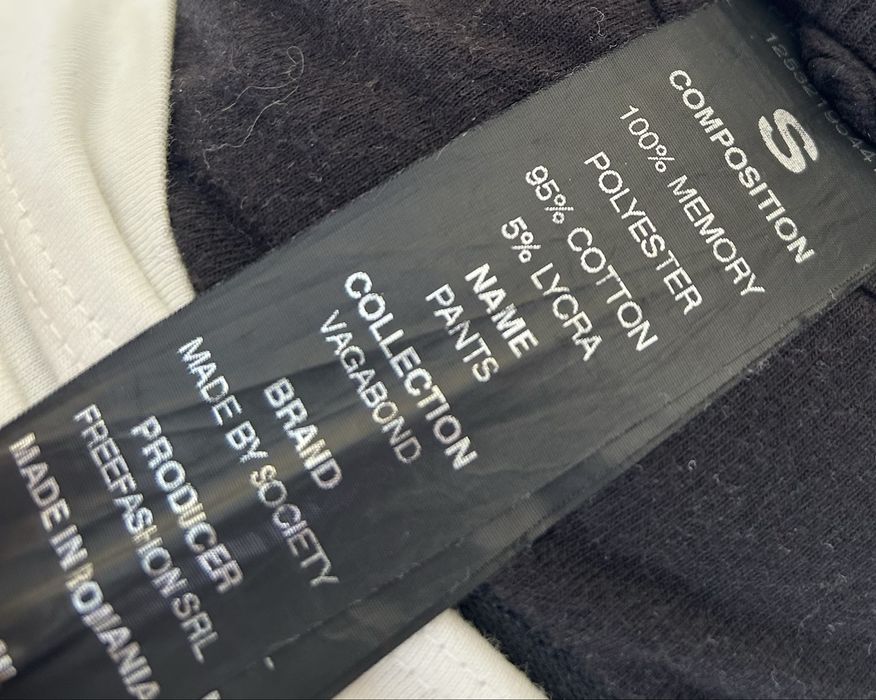 S
COMPOSITION
100% MEMORY
POLYESTER
95% COTTON
5% LYCRA
NAME
PANTS
COLLECTION
VAGABOND
BRAND
MADE BY SOCIETY
PRODUCER
FREEFASHION SRL
MADE IN ROMANIA